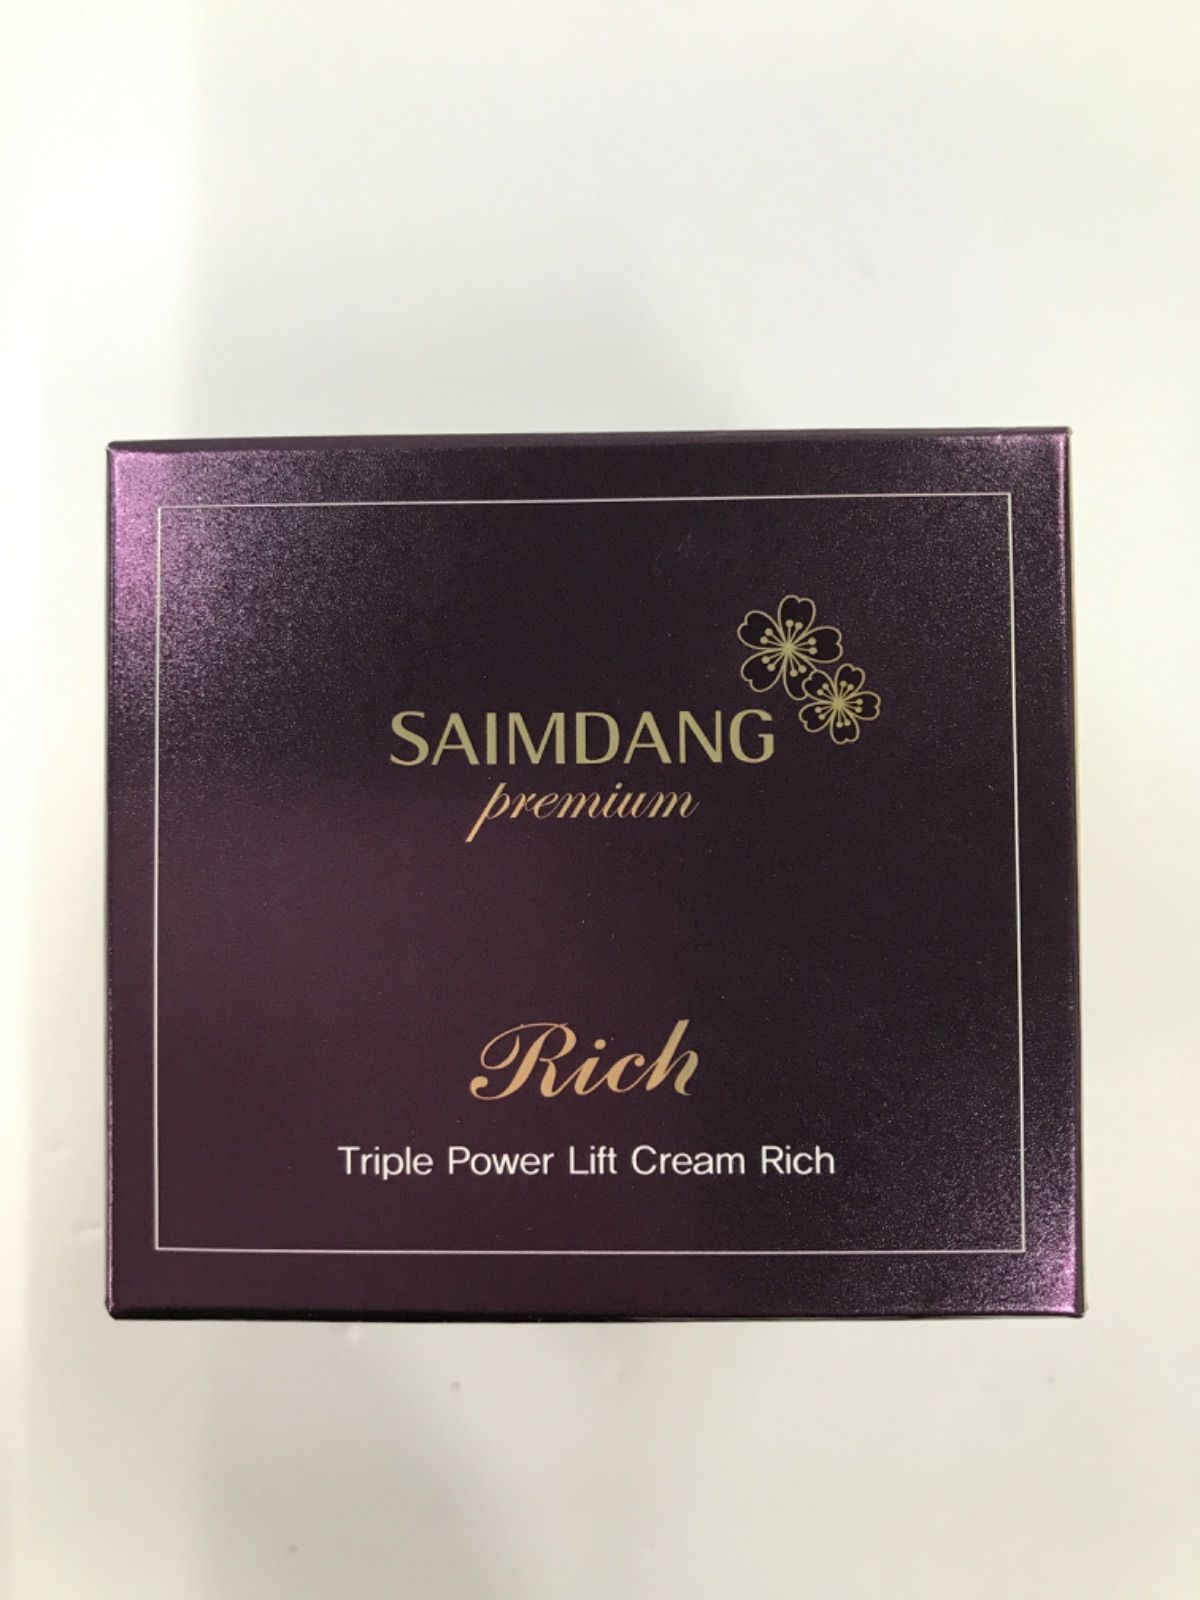 SAIMDANG
premium
Rich
Triple Power Lift Cream Rich